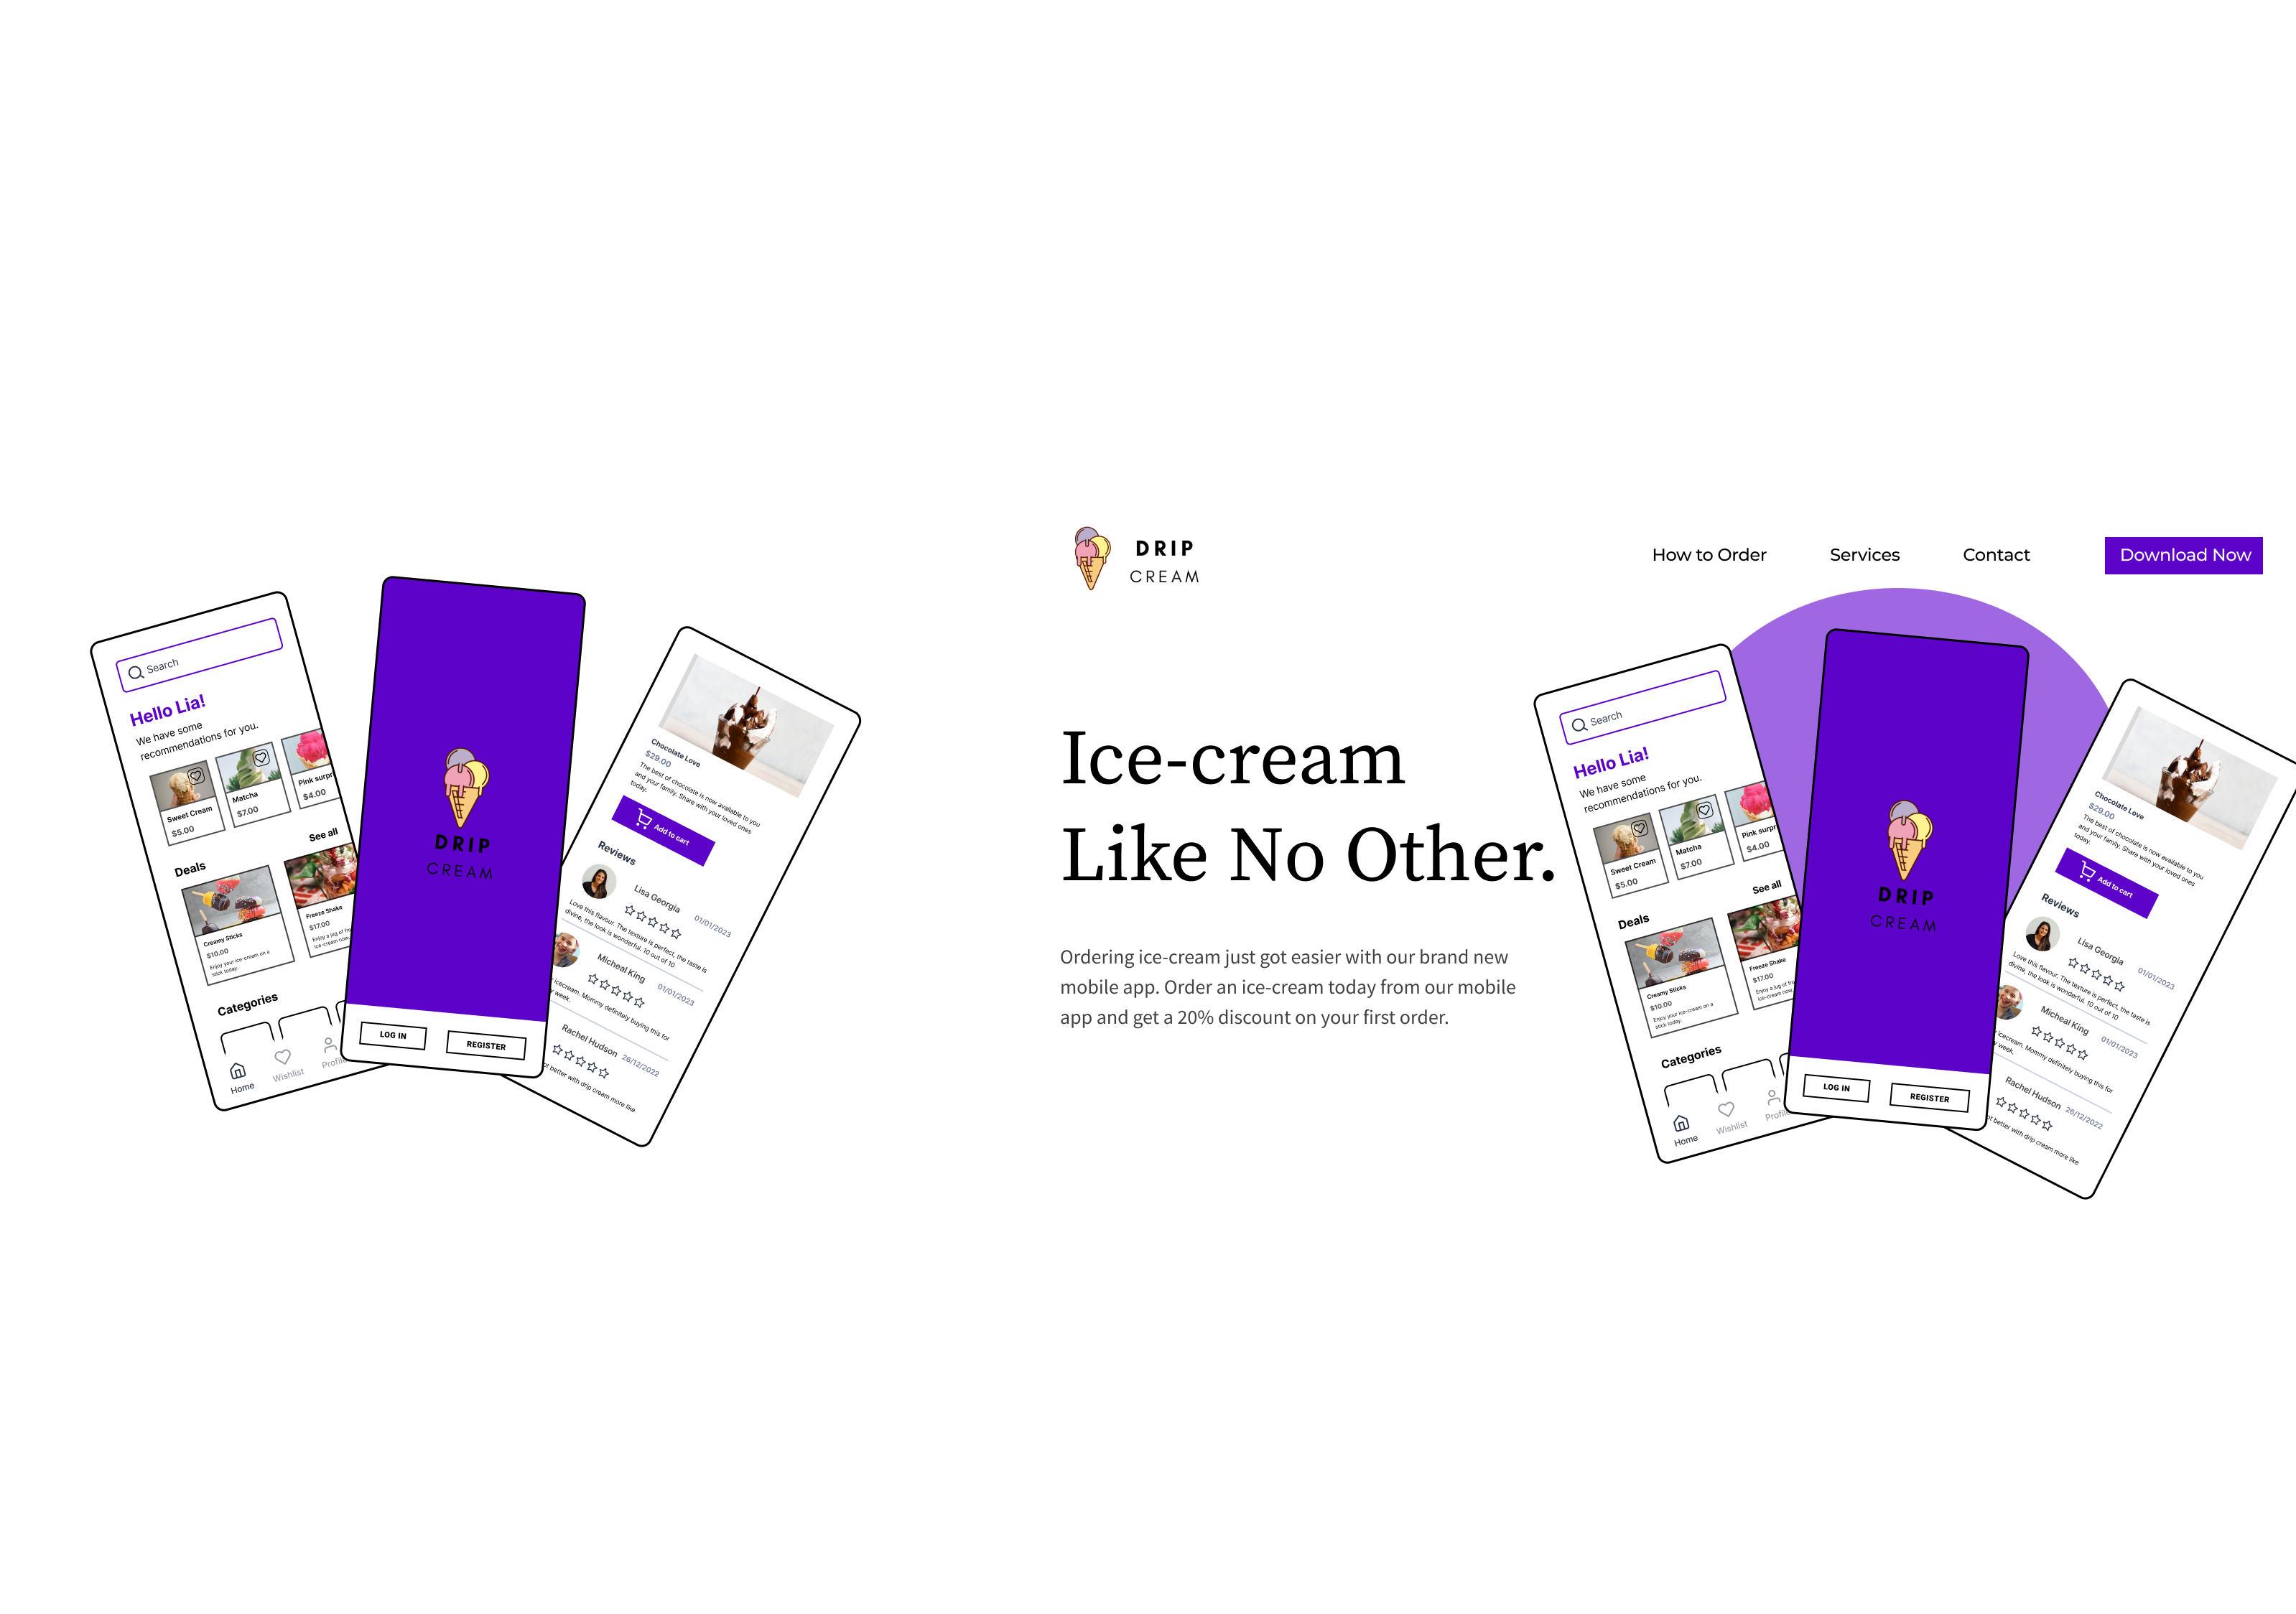 Search
Hello Lia!
We have some
recommendations for you.
Sweet Cream
$5.00
Matcha
$7.00
Pink surpr
$4.00
See all
Deals
Creamy Sticks
$10.00
Enjoy your ice-cream on a
stick today.
Freeze Shake
$17.00
Enjoy a jug of
ice-cream now.
Categories
Home
Wishlist
DRIP
CREAM
LOG IN
REGISTER
Chocolate Love
$29.00
The best of chocolate is now available to you
and your family. Share with your loved ones
today.
Add to cart
Reviews
Lisa Georgia
01/01/2023
Love this flavour. The texture is perfect, the taste is
divine, the look is wonderful. 10 out of 10
Micheal King
01/01/2023
icecream. Mommy definitely buying this for
week.
Rachel Hudson
26/12/2022
better with drip cream more like
DRIP
CREAM
How to Order
Services
Contact
Download Now
Ice-cream
Like No Other.
Ordering ice-cream just got easier with our brand new
mobile app. Order an ice-cream today from our mobile
app and get a 20% discount on your first order.
Search
Hello Lia!
We have some
recommendations for you.
Sweet Cream
$5.00
Matcha
$7.00
Pink surpr
$4.00
See all
Deals
Creamy Sticks
$10.00
Enjoy your ice-cream on a
stick today.
Freeze Shake
$17.00
Enjoy a jug of
ice-cream now.
Categories
Home
Wishlist
DRIP
CREAM
LOG IN
REGISTER
Chocolate Love
$29.00
The best of chocolate is now available to you
and your family. Share with your loved ones
today.
Add to cart
Reviews
Lisa Georgia
01/01/2023
Love this flavour. The texture is perfect, the taste is
divine, the look is wonderful. 10 out of 10
Micheal King
01/01/2023
icecream. Mommy definitely buying this for
week.
Rachel Hudson
26/12/2022
better with drip cream more like